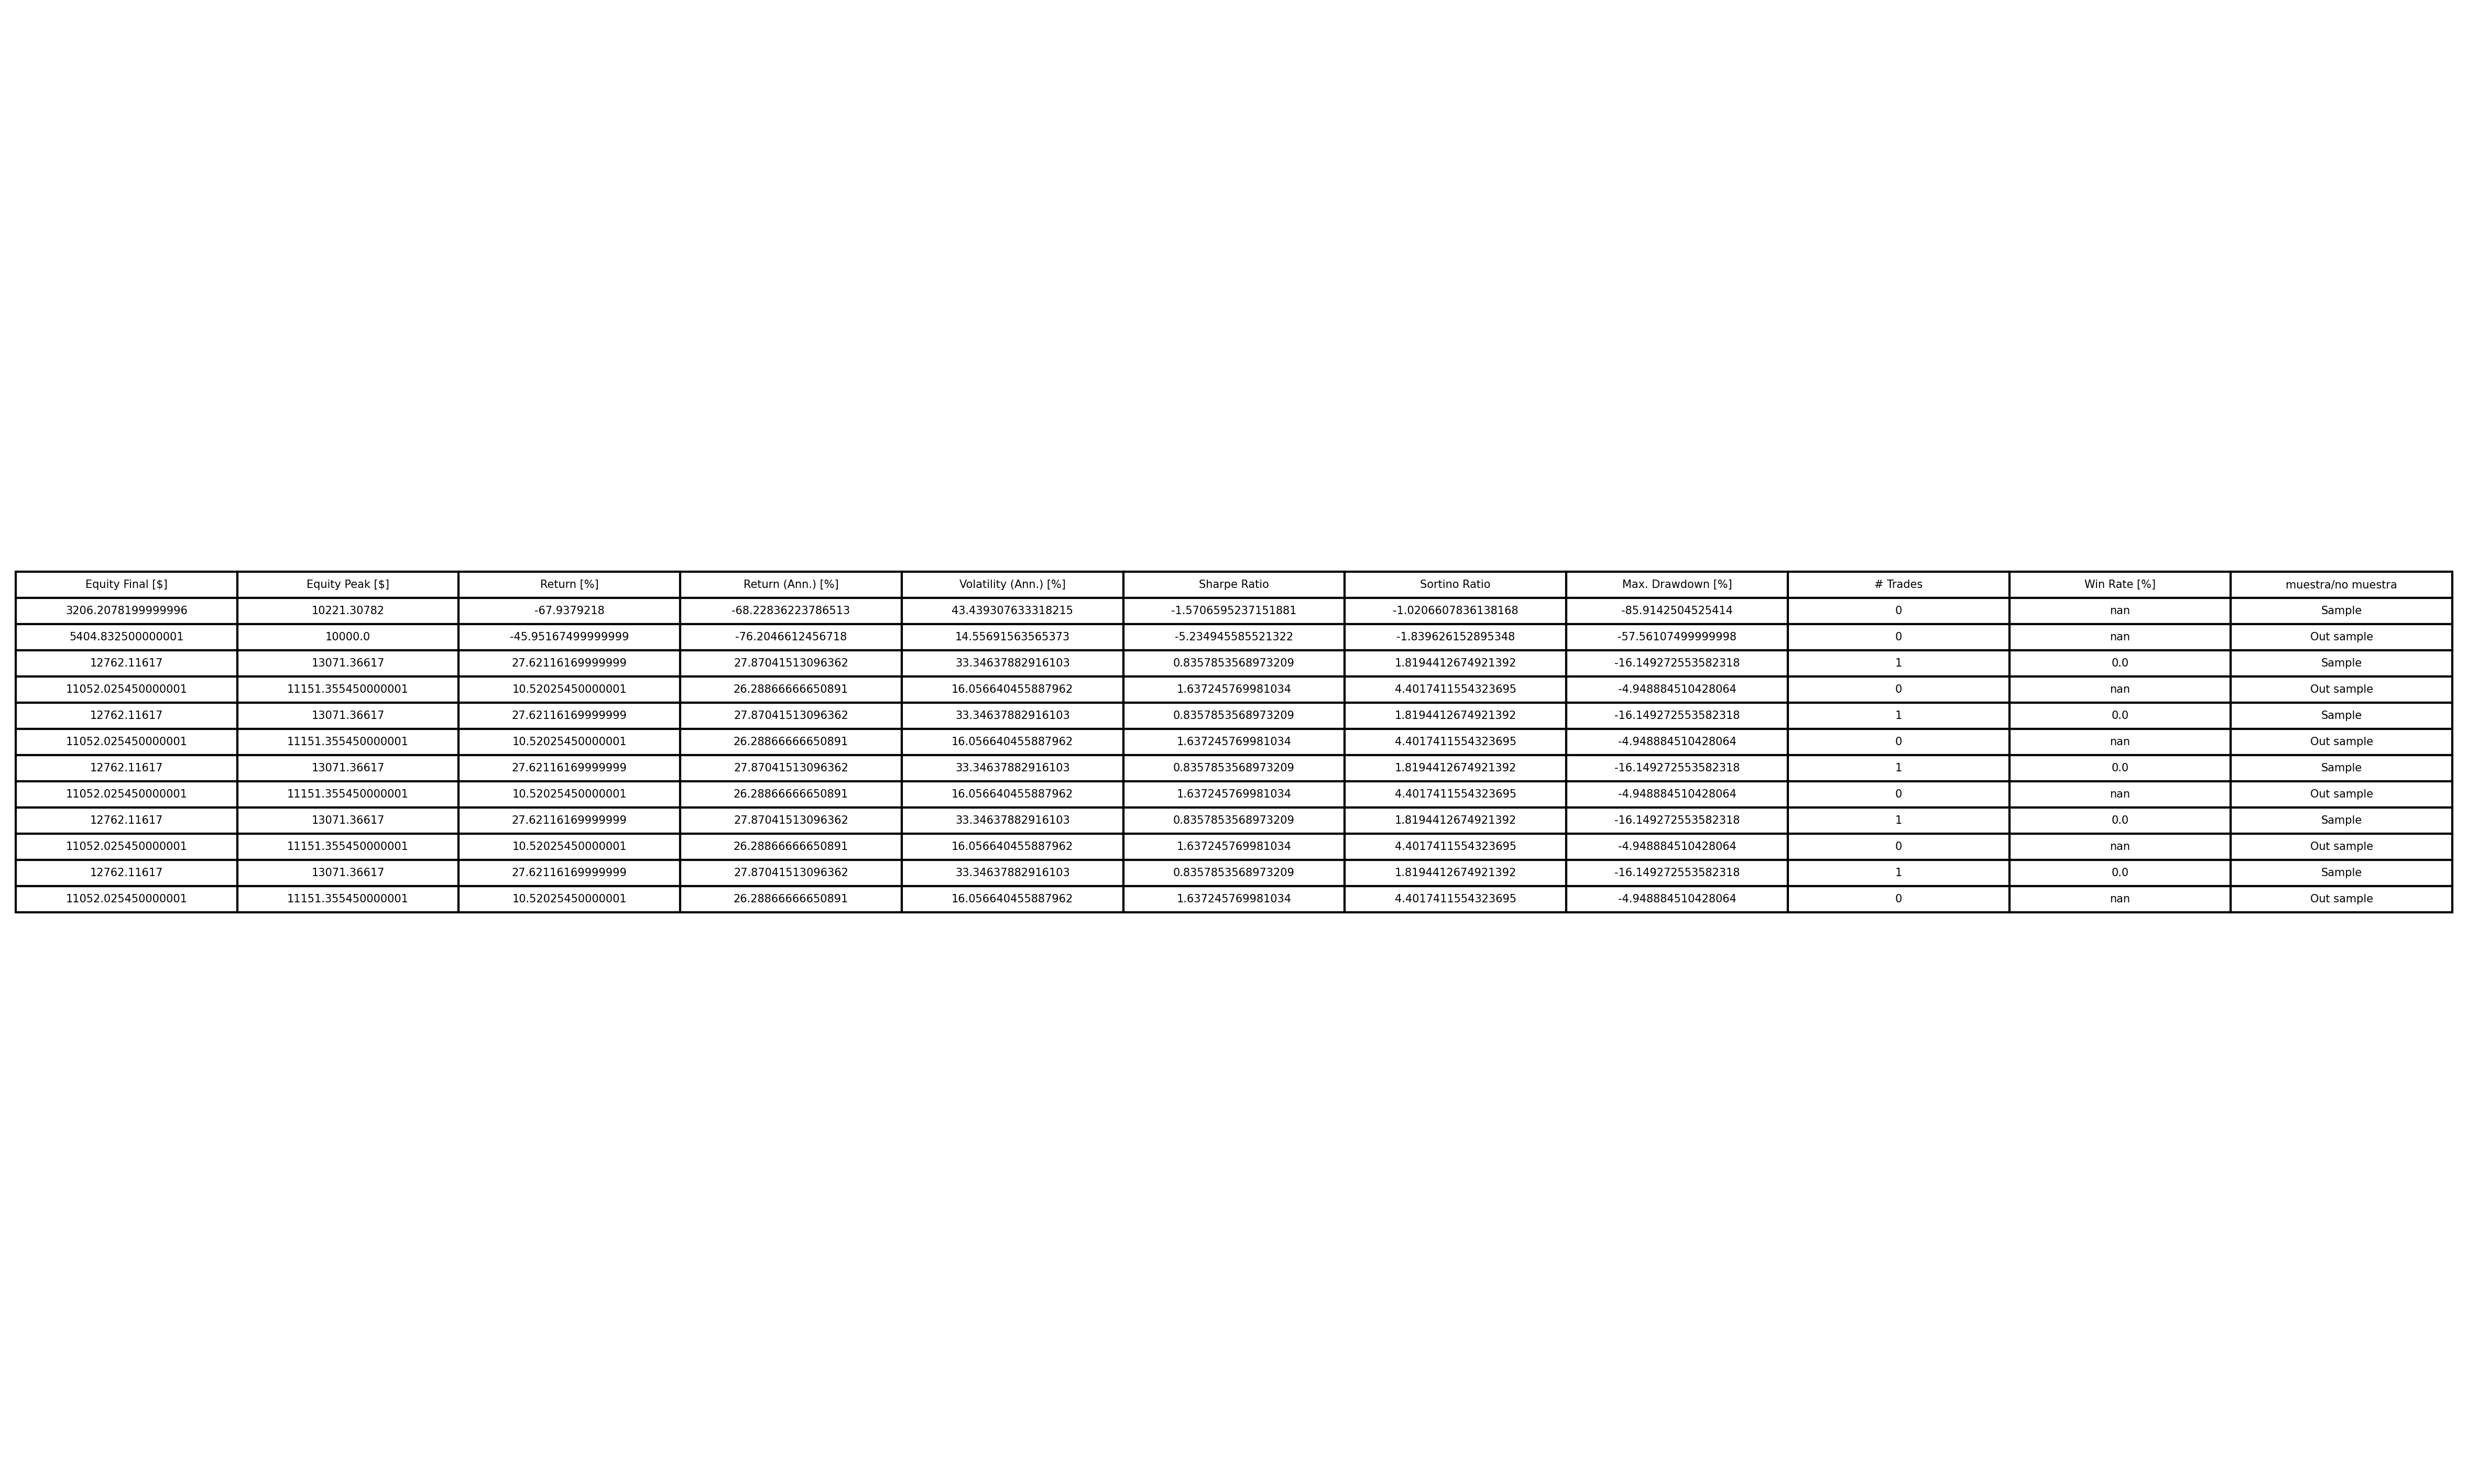 Equity Final [$] Equity Peak [$] Return [%] Return (Ann.) [%] Volatility (Ann.) [%] Sharpe Ratio Sortino Ratio Max. Drawdown [%] # Trades Win Rate [%] muestra/no muestra
3206.2078199999996 10221.30782 -67.9379218 -68.22836223786513 43.439307633318215 -1.5706595237151881 -1.0206607836138168 -85.9142504525414 0 nan Sample
5404.832500000001 10000.0 -45.95167499999999 -76.2046612456718 14.55691563565373 -5.234945585521322 -1.839626152895348 -57.56107499999998 0 nan Out sample
12762.11617 13071.36617 27.62116169999999 27.87041513096362 33.34637882916103 0.8357853568973209 1.8194412674921392 -16.149272553582318 1 0.0 Sample
11052.025450000001 11151.355450000001 10.52025450000001 26.28866666650891 16.056640455887962 1.637245769981034 4.4017411554323695 -4.948884510428064 0 nan Out sample
12762.11617 13071.36617 27.62116169999999 27.87041513096362 33.34637882916103 0.8357853568973209 1.8194412674921392 -16.149272553582318 1 0.0 Sample
11052.025450000001 11151.355450000001 10.52025450000001 26.28866666650891 16.056640455887962 1.637245769981034 4.4017411554323695 -4.948884510428064 0 nan Out sample
12762.11617 13071.36617 27.62116169999999 27.87041513096362 33.34637882916103 0.8357853568973209 1.8194412674921392 -16.149272553582318 1 0.0 Sample
11052.025450000001 11151.355450000001 10.52025450000001 26.28866666650891 16.056640455887962 1.637245769981034 4.4017411554323695 -4.948884510428064 0 nan Out sample
12762.11617 13071.36617 27.62116169999999 27.87041513096362 33.34637882916103 0.8357853568973209 1.8194412674921392 -16.149272553582318 1 0.0 Sample
11052.025450000001 11151.355450000001 10.52025450000001 26.28866666650891 16.056640455887962 1.637245769981034 4.4017411554323695 -4.948884510428064 0 nan Out sample
12762.11617 13071.36617 27.62116169999999 27.87041513096362 33.34637882916103 0.8357853568973209 1.8194412674921392 -16.149272553582318 1 0.0 Sample
11052.025450000001 11151.355450000001 10.52025450000001 26.28866666650891 16.056640455887962 1.637245769981034 4.4017411554323695 -4.948884510428064 0 nan Out sample